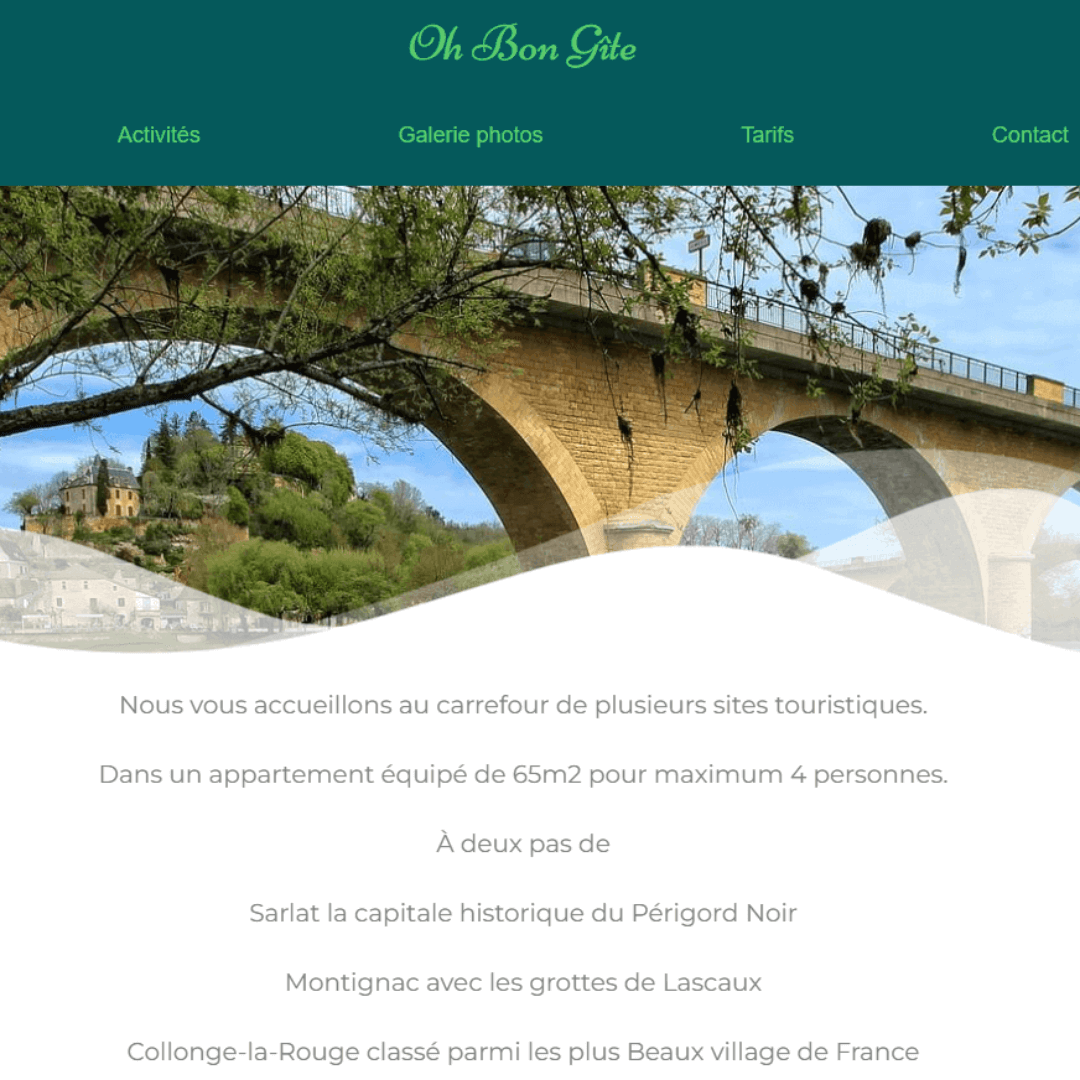 Oh Bon Gîte
Activités Galerie photos Tarifs Contact
Nous vous accueillons au carrefour de plusieurs sites touristiques.
Dans un appartement équipé de 65m2 pour maximum 4 personnes.
À deux pas de
Sarlat la capitale historique du Périgord Noir
Montignac avec les grottes de Lascaux
Collonge-la-Rouge classé parmi les plus Beaux village de France